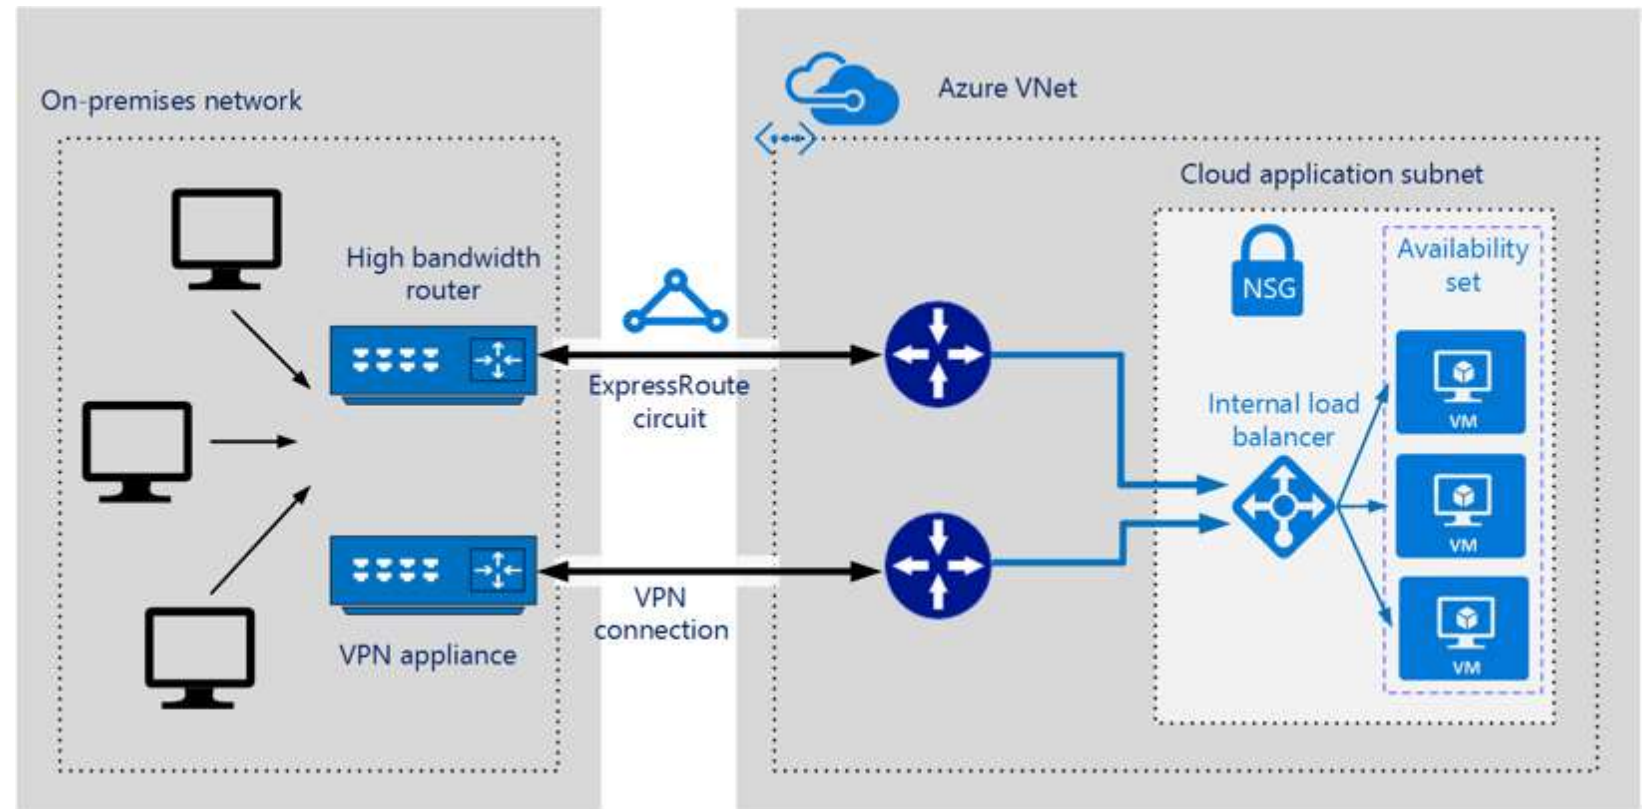 On-premises network
Azure VNet
Cloud application subnet
High bandwidth
router
NSG
Availability
set
ExpressRoute
circuit
VM
Internal load
balancer
VM
VPN
connection
VPN appliance
VM